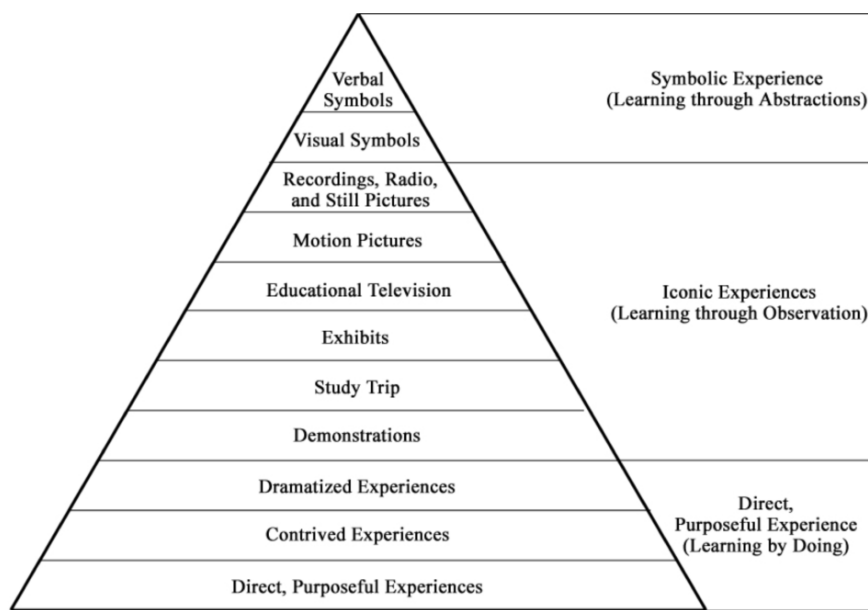 Verbal
Symbols
Visual Symbols
Recordings, Radio,
and Still Pictures
Motion Pictures
Educational Television
Exhibits
Study Trip
Demonstrations
Dramatized Experiences
Contrived Experiences
Direct, Purposeful Experiences
Symbolic Experience
(Learning through Abstractions)
Iconic Experiences
(Learning through Observation)
Direct,
Purposeful Experience
(Learning by Doing)